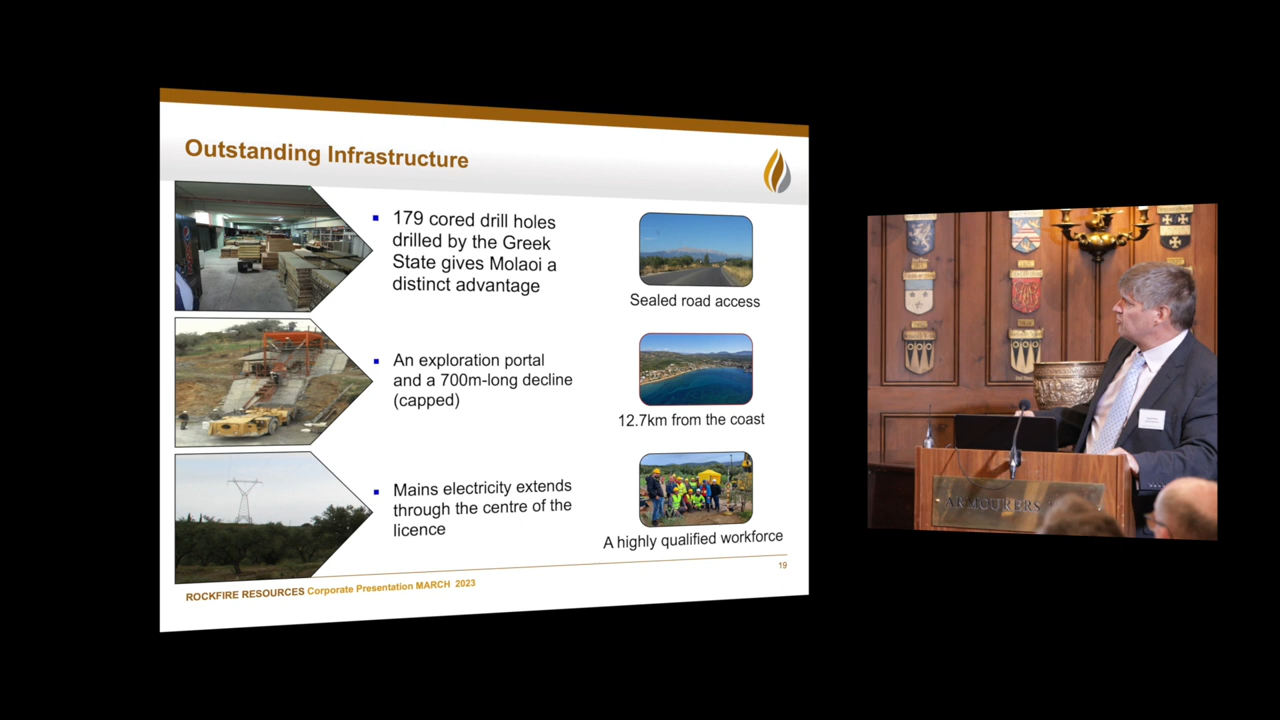 Outstanding Infrastructure
179 cored drill holes
drilled by the Greek
State gives Molaoi a
distinct advantage
Sealed road access
An exploration portal
and a 700m-long decline
(capped)
12.7km from the coast
Mains electricity extends
through the centre of the
licence
A highly qualified workforce
19
ROCKFIRE RESOURCES Corporate Presentation MARCH 2023
ARMOURERS